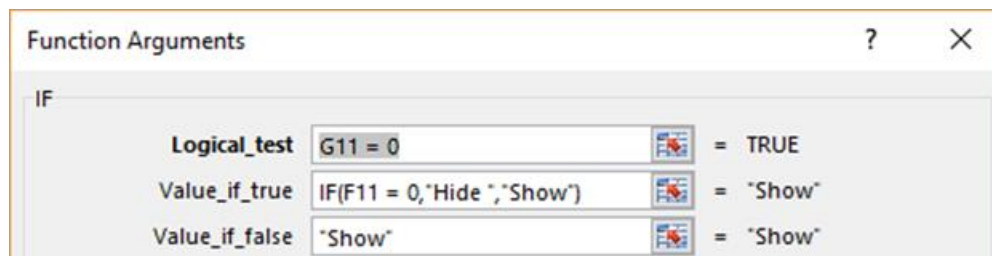 Function Arguments ? ×
IF
Logical_test G11 = 0 = TRUE
Value_if_true IF(F11 = 0,"Hide ","Show") = "Show"
Value_if_false "Show" = "Show"